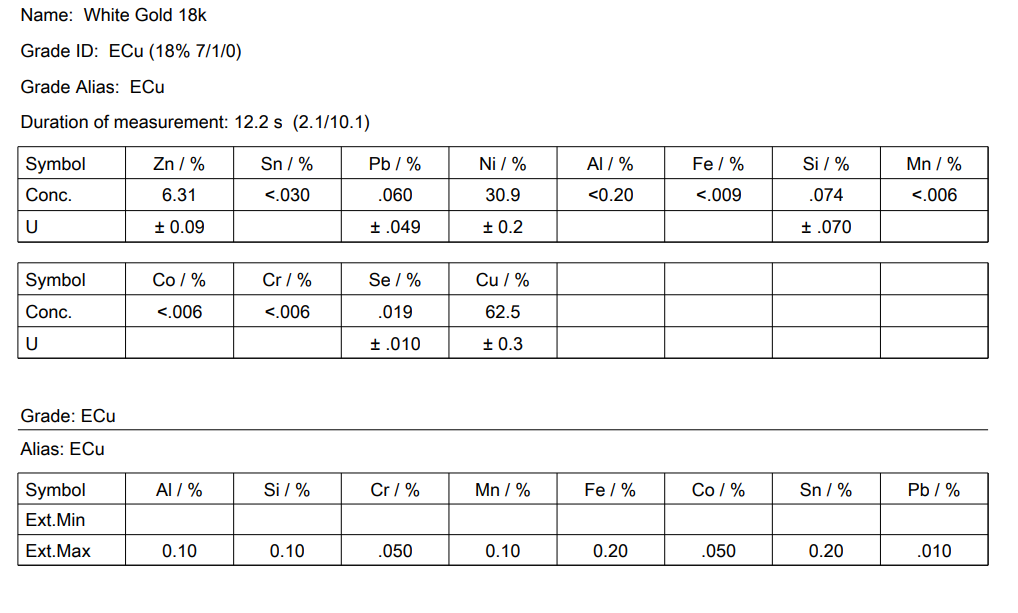 Name: White Gold 18k
Grade ID: ECu (18% 7/1/0)
Grade Alias: ECu
Duration of measurement: 12.2 s (2.1/10.1)
Symbol Zn / % Sn / % Pb / % Ni / % Al / % Fe / % Si / % Mn / %
Conc. 6.31 <.030 .060 30.9 <0.20 <.009 .074 <.006
U ± 0.09 ± .049 ± 0.2 ± .070
Symbol Co / % Cr / % Se / % Cu / %
Conc. <.006 <.006 .019 62.5
U ± .010 ± 0.3
Grade: ECu
Alias: ECu
Symbol Al / % Si / % Cr / % Mn / % Fe / % Co / % Sn / % Pb / %
Ext.Min
Ext.Max 0.10 0.10 .050 0.10 0.20 .050 0.20 .010